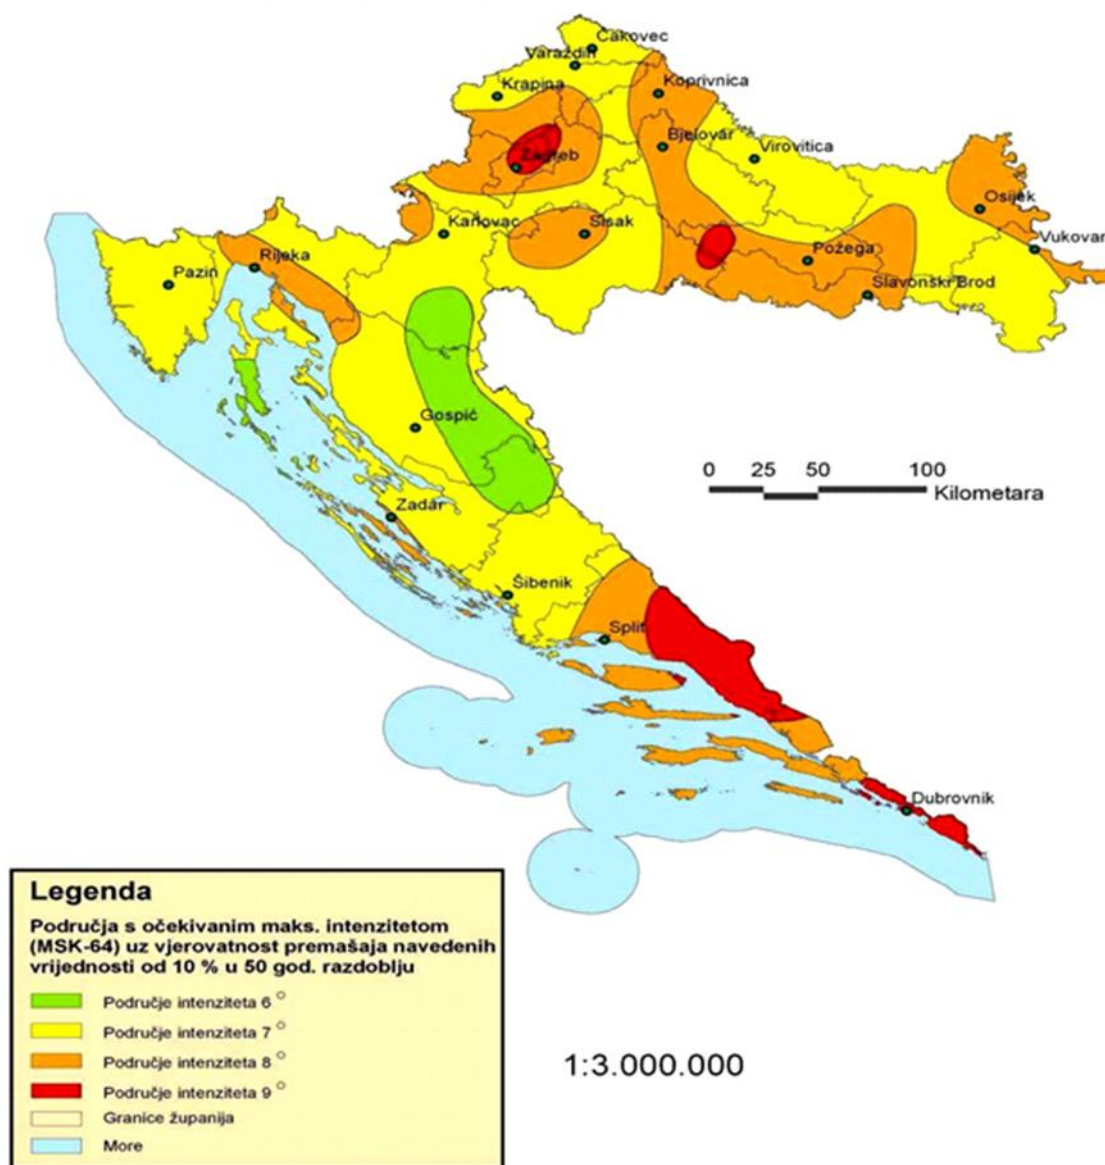 Čakovec
Varaždin
Krapina
Koprivnica
Bjelovar
Virovitica
Zagreb
Osijek
Karlovac
Sisak
Vukovar
Rijeka
Požega
Pazin
Slavonski Brod
Gospić
0 25 50 100
Kilometara
Zadar
Šibenik
Split
Dubrovnik
Legenda
Područja s očekivanim maks. intenzitetom
(MSK-64) uz vjerovatnost premašaja navedenih
vrijednosti od 10 % u 50 god. razdoblju
Područje intenziteta 6 °
Područje intenziteta 7 °
Područje intenziteta 8 °
Područje intenziteta 9 °
Granice županija
More
1:3.000.000